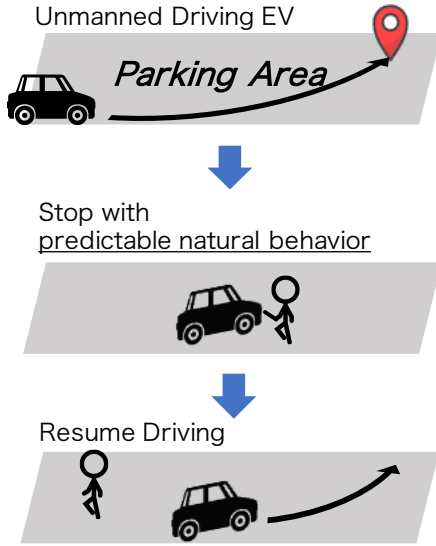 Unmanned Driving EV
Parking Area
Stop with
predictable natural behavior
Resume Driving